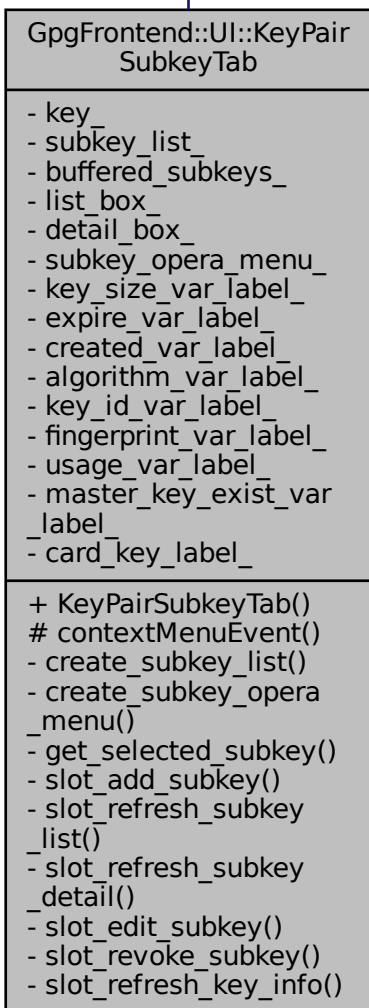 GpgFrontend::UI::KeyPair
SubkeyTab
- key_
- subkey_list_
- buffered_subkeys_
- list_box_
- detail_box_
- subkey_opera_menu_
- key_size_var_label_
- expire_var_label_
- created_var_label_
- algorithm_var_label_
- key_id_var_label_
- fingerprint_var_label_
- usage_var_label_
- master_key_exist_var
_label_
- card_key_label_
+ KeyPairSubkeyTab()
# contextMenuEvent()
- create_subkey_list()
- create_subkey_opera
_menu()
- get_selected_subkey()
- slot_add_subkey()
- slot_refresh_subkey
_list()
- slot_refresh_subkey
_detail()
- slot_edit_subkey()
- slot_revoke_subkey()
- slot_refresh_key_info()